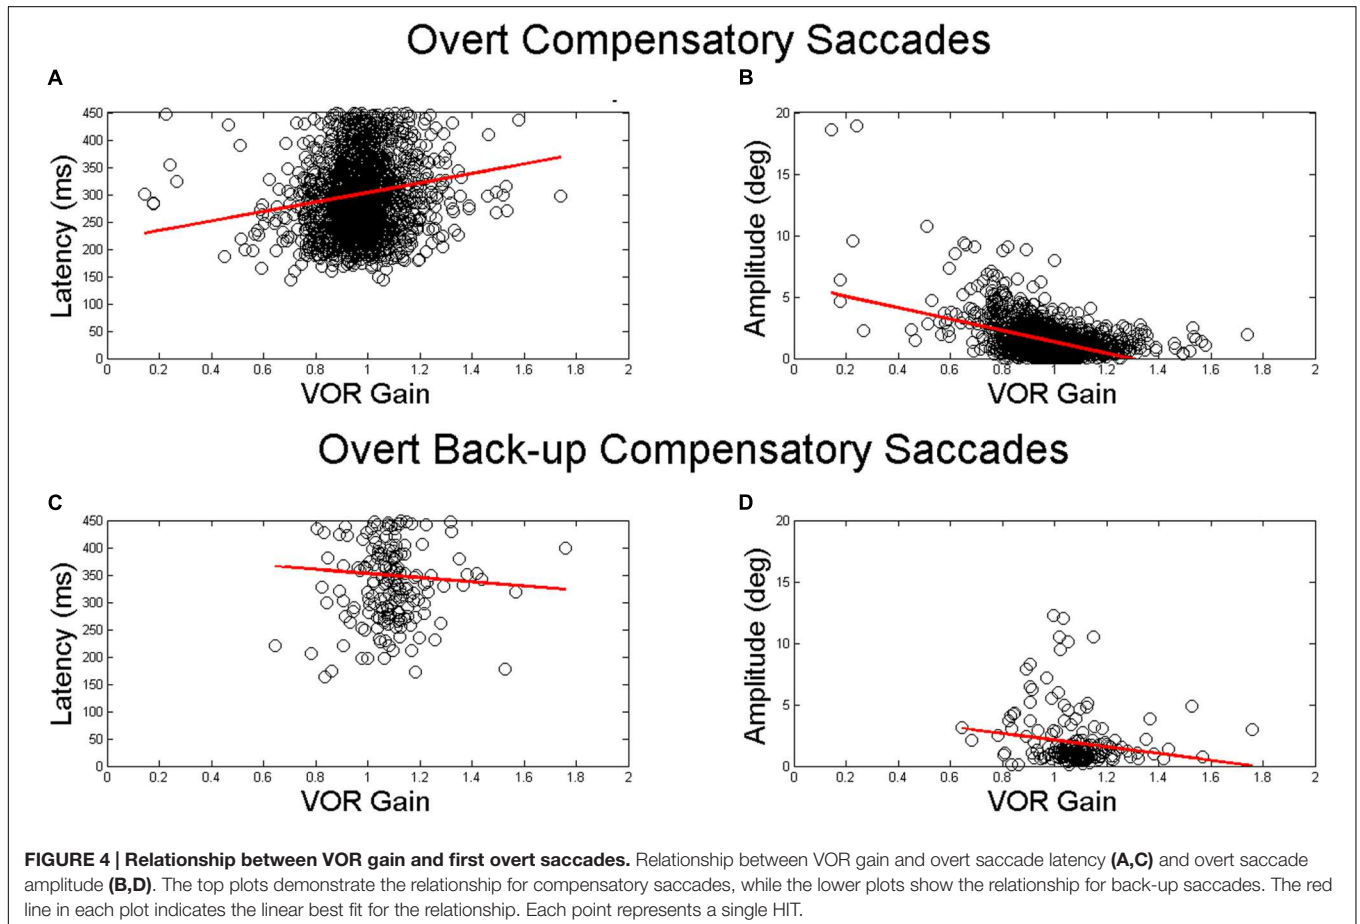 Overt Compensatory Saccades
A
B
450
400
350
300
250
200
150
100
50
0
Latency (ms)
0 0.2 0.4 0.6 0.8 1 1.2 1.4 1.6 1.8 2
VOR Gain
20
15
10
5
0
Amplitude (deg)
0 0.2 0.4 0.6 0.8 1 1.2 1.4 1.6 1.8 2
VOR Gain
Overt Back-up Compensatory Saccades
C
D
450
400
350
300
250
200
150
100
50
0
Latency (ms)
0 0.2 0.4 0.6 0.8 1 1.2 1.4 1.6 1.8 2
VOR Gain
20
15
10
5
0
Amplitude (deg)
0 0.2 0.4 0.6 0.8 1 1.2 1.4 1.6 1.8 2
VOR Gain
FIGURE 4 | Relationship between VOR gain and first overt saccades. Relationship between VOR gain and overt saccade latency (A,C) and overt saccade
amplitude (B,D). The top plots demonstrate the relationship for compensatory saccades, while the lower plots show the relationship for back-up saccades. The red
line in each plot indicates the linear best fit for the relationship. Each point represents a single HIT.